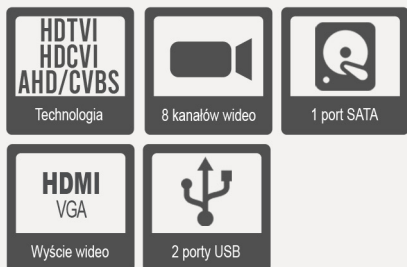 HDTVI
HDCVI
AHD/CVBS
Technologia
8 kanałów wideo
1 port SATA
HDMI
VGA
Wyście wideo
2 porty USB